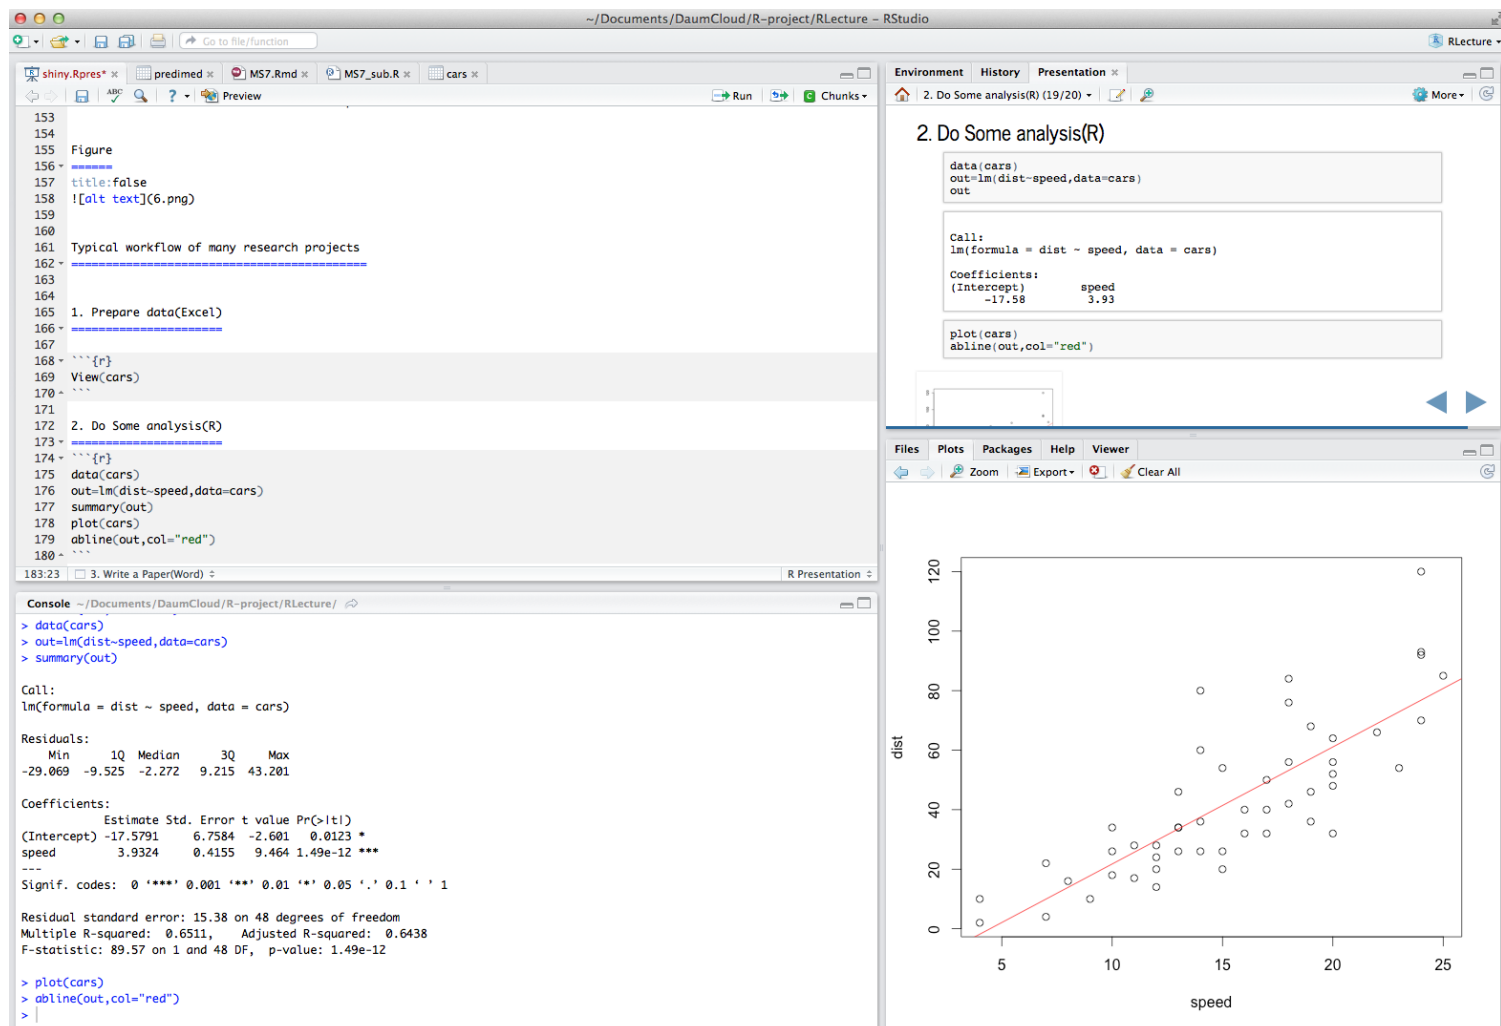 ~/Documents/DaumCloud/R-project/RLecture – RStudio
Go to file/function
RLecture
shiny.Rpres*
predimed
MS7.Rmd
MS7_sub.R
cars
ABC
?
Preview
Run
Chunks
153
154
155 Figure
156 ======
157 title:false
158 ![alt text](6.png)
159
160
161 Typical workflow of many research projects
162 ===========================================
163
164
165 1. Prepare data(Excel)
166 ======================
167
168 ```{r}
169 View(cars)
170 ```
171
172 2. Do Some analysis(R)
173 ======================
174 ```{r}
175 data(cars)
176 out=lm(dist~speed,data=cars)
177 summary(out)
178 plot(cars)
179 abline(out,col="red")
180 ```
183:23 3. Write a Paper(Word) R Presentation
Console ~/Documents/DaumCloud/R-project/RLecture/
> data(cars)
> out=lm(dist~speed,data=cars)
> summary(out)
Call:
lm(formula = dist ~ speed, data = cars)
Residuals:
Min 1Q Median 3Q Max
-29.069 -9.525 -2.272 9.215 43.201
Coefficients:
Estimate Std. Error t value Pr(>|t|)
(Intercept) -17.5791 6.7584 -2.601 0.0123 *
speed 3.9324 0.4155 9.464 1.49e-12 ***
---
Signif. codes: 0 ‘***’ 0.001 ‘**’ 0.01 ‘*’ 0.05 ‘.’ 0.1 ‘ ’ 1
Residual standard error: 15.38 on 48 degrees of freedom
Multiple R-squared: 0.6511, Adjusted R-squared: 0.6438
F-statistic: 89.57 on 1 and 48 DF, p-value: 1.49e-12
> plot(cars)
> abline(out,col="red")
>
Environment History Presentation
2. Do Some analysis(R) (19/20)
More
2. Do Some analysis(R)
data(cars)
out=lm(dist~speed,data=cars)
out
Call:
lm(formula = dist ~ speed, data = cars)
Coefficients:
(Intercept) speed
-17.58 3.93
plot(cars)
abline(out,col="red")
Files Plots Packages Help Viewer
Zoom Export Clear All
120
100
80
60
40
20
0
dist
5 10 15 20 25
speed